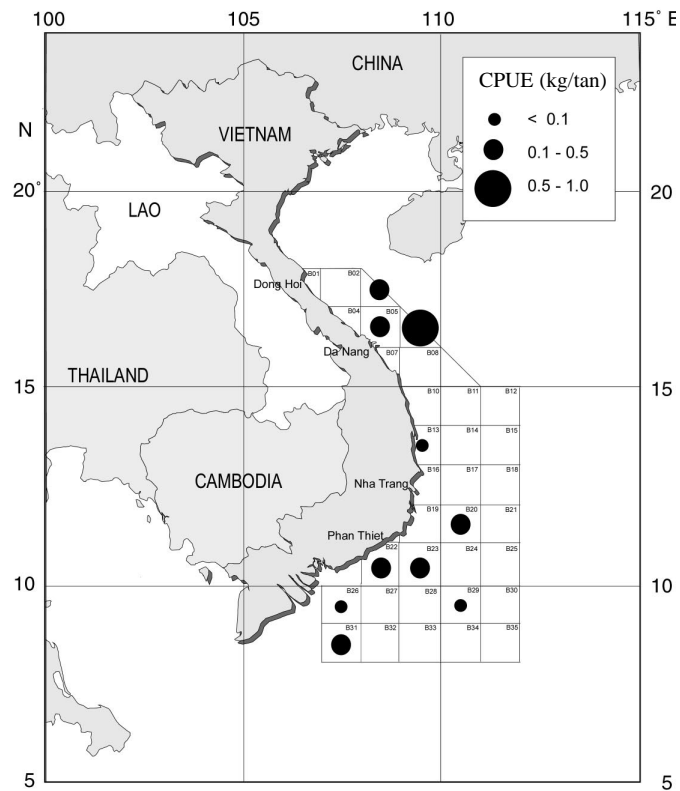 100 105 110 115° E
CHINA
CPUE (kg/tan)
< 0.1
0.1 - 0.5
0.5 - 1.0
N
VIETNAM
20° 20
LAO
B01 B02
Dong Hoi
B04 B05
Da Nang
B07 B08
THAILAND
15 15
B10 B11 B12
B13 B14 B15
B16 B17 B18
CAMBODIA
Nha Trang
B19 B20 B21
Phan Thiet
B22 B23 B24 B25
10 10
B26 B27 B28 B29 B30
B31 B32 B33 B34 B35
5 5